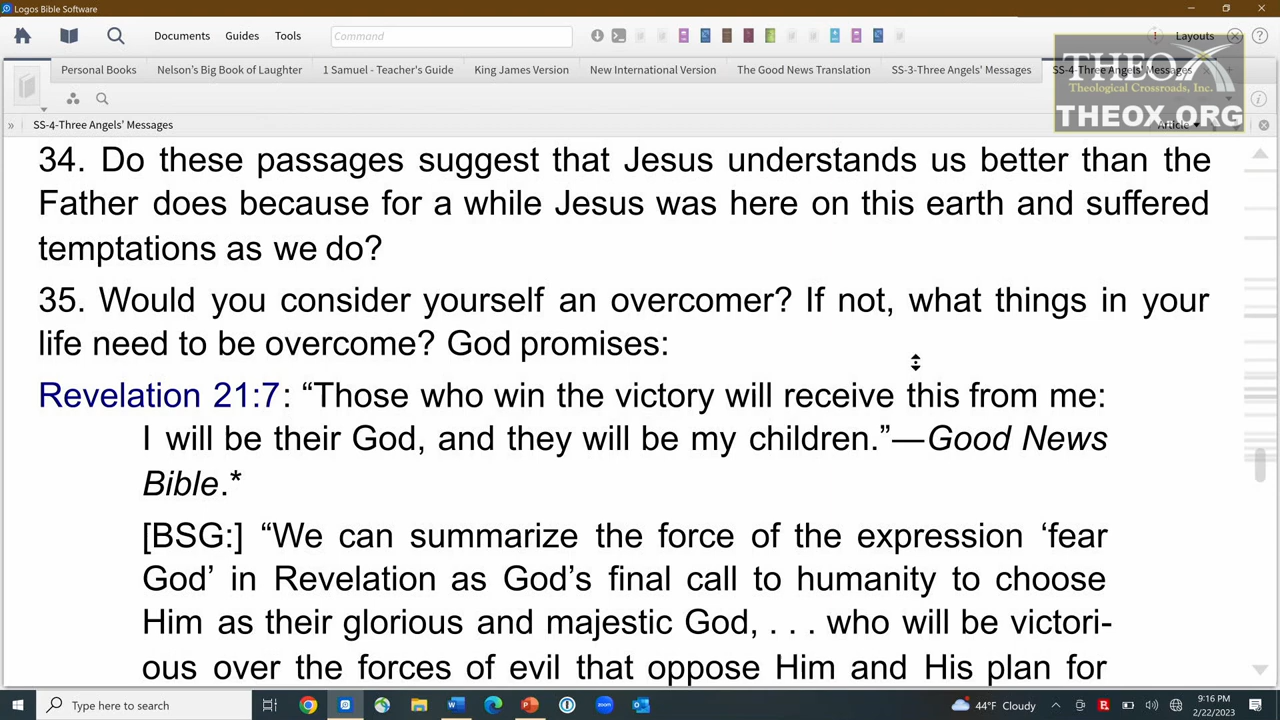 Logos Bible Software
Documents Guides Tools Command Layouts
Personal Books Nelson's Big Book of Laughter 1 Sam King James Version New International Version The Good News Translation SS-3-Three Angels' Messages SS-4-Three Angels' Messages
THEOX
Theological Crossroads, Inc.
THEOX.ORG
SS-4-Three Angels' Messages Article
34. Do these passages suggest that Jesus understands us better than the
Father does because for a while Jesus was here on this earth and suffered
temptations as we do?
35. Would you consider yourself an overcomer? If not, what things in your
life need to be overcome? God promises:
Revelation 21:7: “Those who win the victory will receive this from me:
I will be their God, and they will be my children.”—Good News
Bible.*
[BSG:] “We can summarize the force of the expression ‘fear
God’ in Revelation as God’s final call to humanity to choose
Him as their glorious and majestic God, . . . who will be victori-
ous over the forces of evil that oppose Him and His plan for
Type here to search
zoom
44°F Cloudy
9:16 PM
2/22/2023